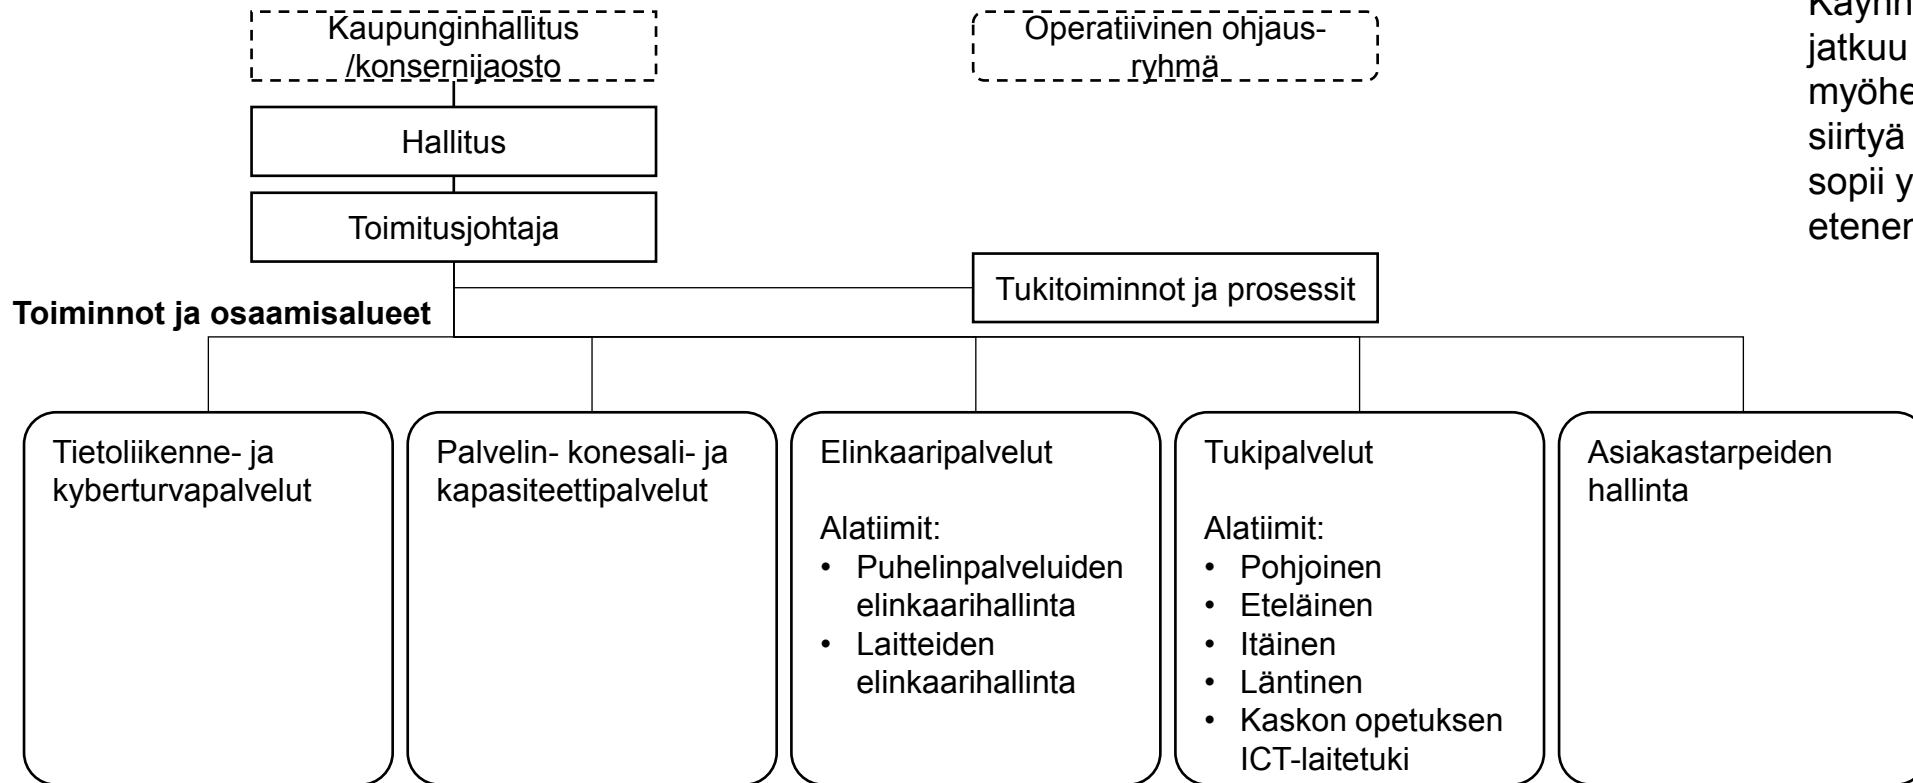 Kaupunginhallitus
/konsernijaosto
Operatiivinen ohjaus-
ryhmä
jatkuu
siirtyä
sopii
Hallitus
Toimitusjohtaja
Tukitoiminnot ja prosessit
Toiminnot ja osaamisalueet
Tietoliikenne- ja
kyberturvapalvelut
Palvelin- konesali- ja
kapasiteettipalvelut
Elinkaaripalvelut
Alatiimit:
• Puhelinpalveluiden
elinkaarihallinta
• Laitteiden
elinkaarihallinta
Tukipalvelut
Alatiimit:
• Pohjoinen
• Eteläinen
• Itäinen
• Läntinen
• Kaskon opetuksen
ICT-laitetuki
Asiakastarpeiden
hallinta